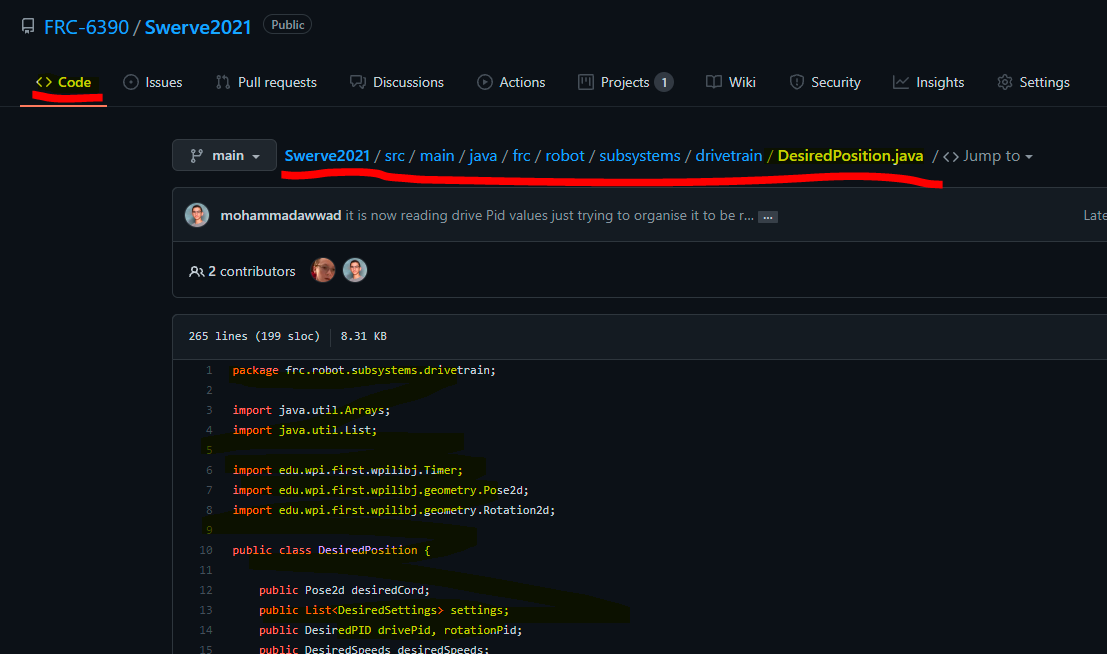 FRC-6390 / Swerve2021 Public
<> Code Issues Pull requests Discussions Actions Projects 1 Wiki Security Insights Settings
main Swerve2021 / src / main / java / frc / robot / subsystems / drivetrain / DesiredPosition.java / <> Jump to
mohammadawwad it is now reading drive Pid values just trying to organise it to be r... ... Late
2 contributors
265 lines (199 sloc) 8.31 KB
1 package frc.robot.subsystems.drivetrain;
2
3 import java.util.Arrays;
4 import java.util.List;
5
6 import edu.wpi.first.wpilibj.Timer;
7 import edu.wpi.first.wpilibj.geometry.Pose2d;
8 import edu.wpi.first.wpilibj.geometry.Rotation2d;
9
10 public class DesiredPosition {
11
12 public Pose2d desiredCord;
13 public List<DesiredSettings> settings;
14 public DesiredPID drivePid, rotationPid;
15 public DesiredSpeeds desiredSpeeds;